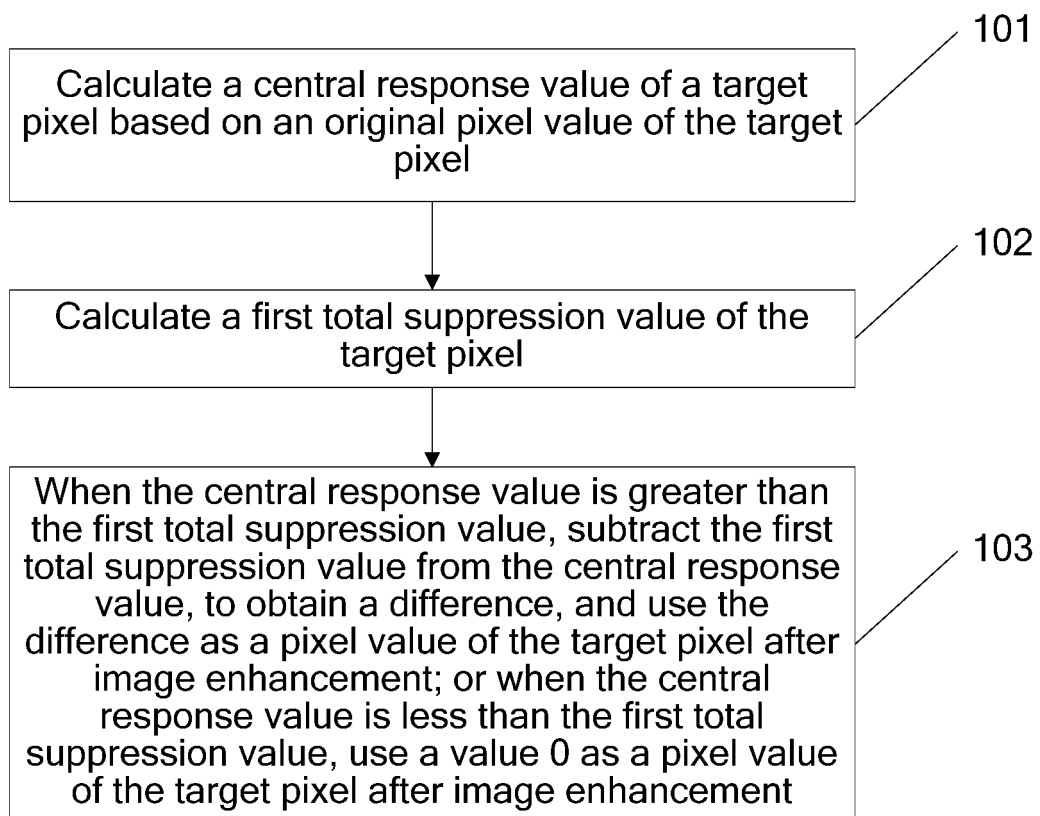 101
Calculate a central response value of a target
pixel based on an original pixel value of the target
pixel
102
Calculate a first total suppression value of the
target pixel
103
When the central response value is greater than
the first total suppression value, subtract the first
total suppression value from the central response
value, to obtain a difference, and use the
difference as a pixel value of the target pixel after
image enhancement; or when the central
response value is less than the first total
suppression value, use a value 0 as a pixel value
of the target pixel after image enhancement